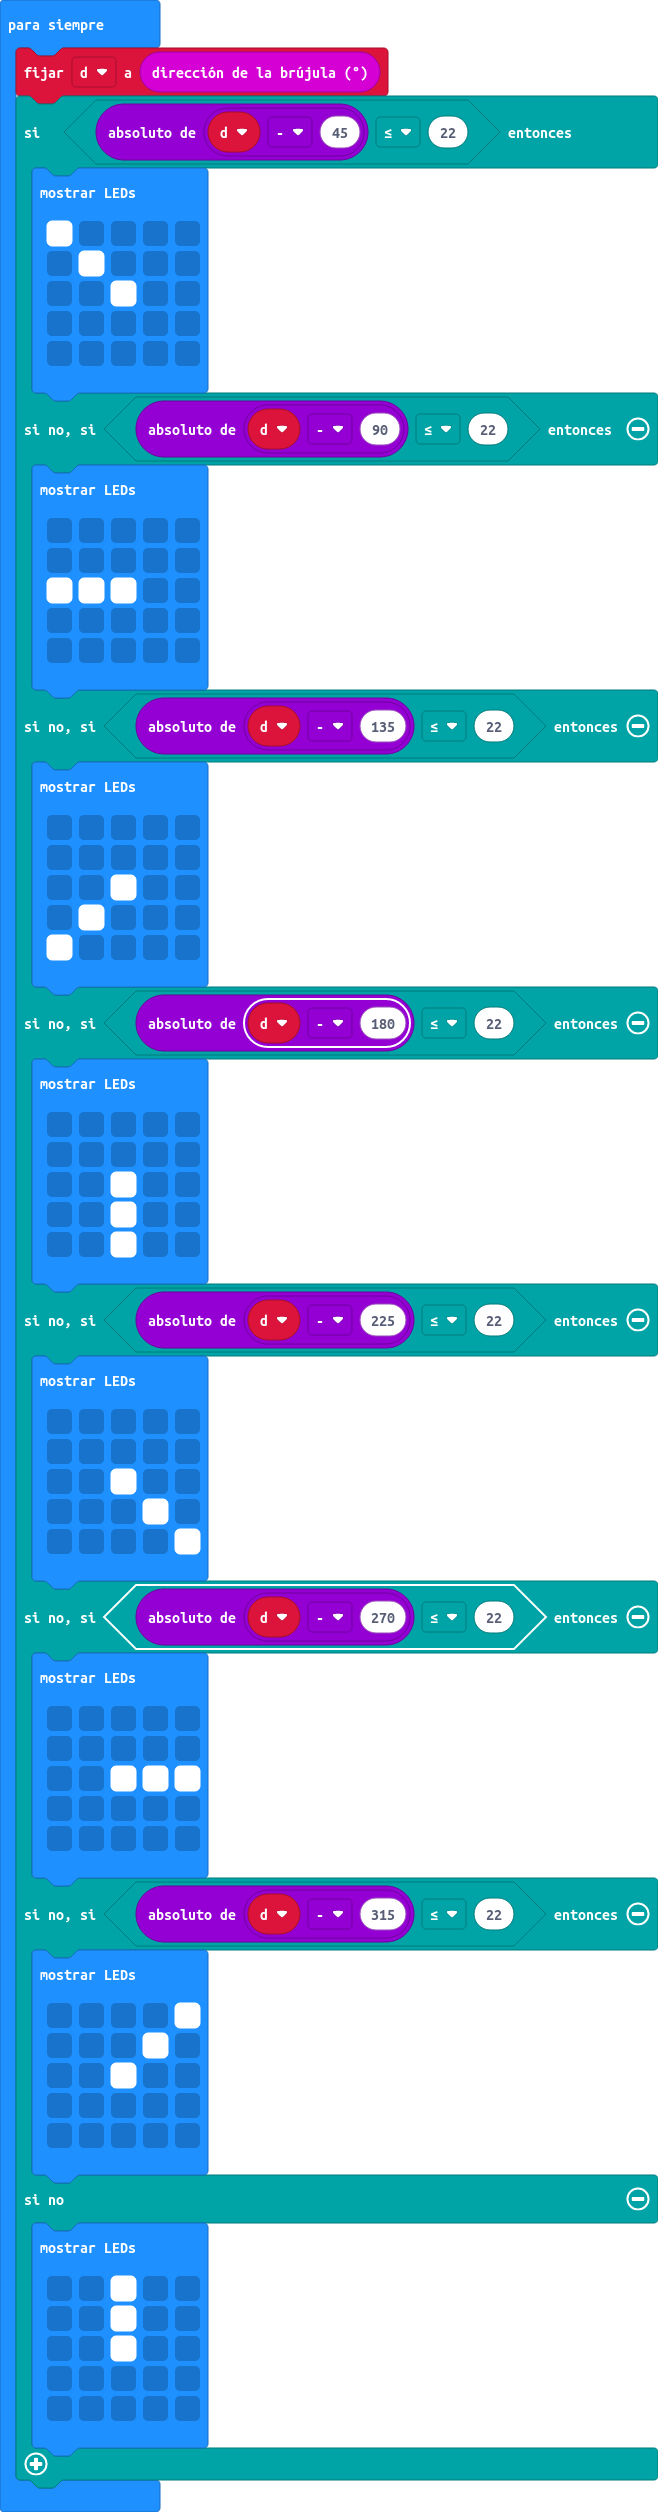 para siempre
fijar d a dirección de la brújula (°)
si absoluto de d - 45 ≤ 22 entonces
mostrar LEDs
si no, si absoluto de d - 90 ≤ 22 entonces
mostrar LEDs
si no, si absoluto de d - 135 ≤ 22 entonces
mostrar LEDs
si no, si absoluto de d - 180 ≤ 22 entonces
mostrar LEDs
si no, si absoluto de d - 225 ≤ 22 entonces
mostrar LEDs
si no, si absoluto de d - 270 ≤ 22 entonces
mostrar LEDs
si no, si absoluto de d - 315 ≤ 22 entonces
mostrar LEDs
si no
mostrar LEDs